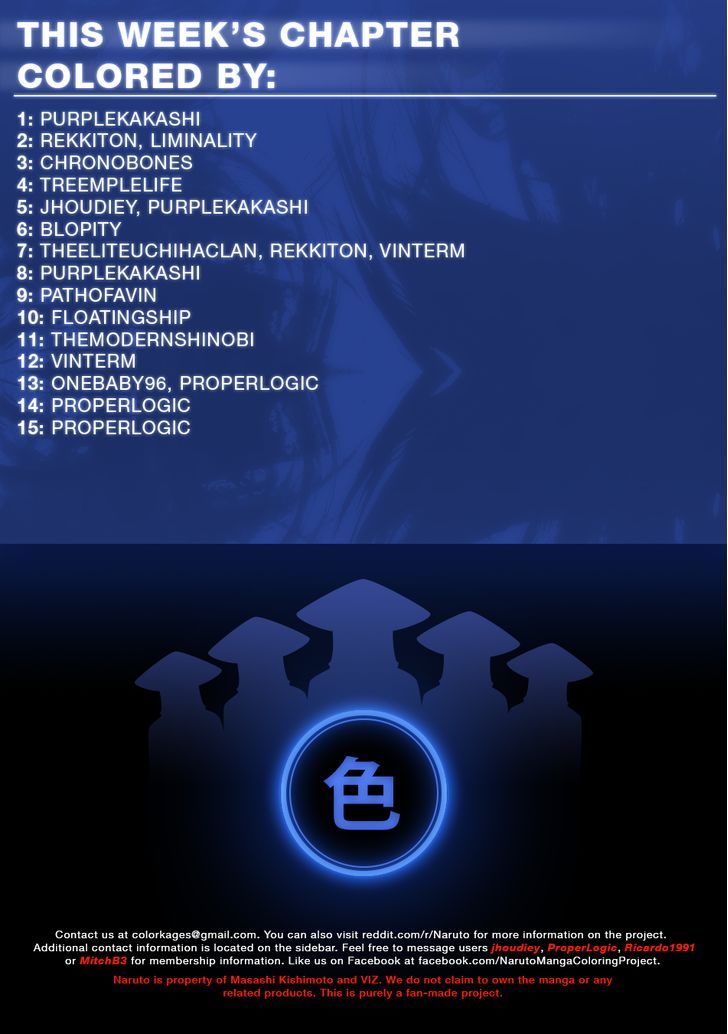 THIS WEEK'S CHAPTER
COLORED BY:
1: PURPLEKAKASHI
2: REKKITON, LIMINALITY
3: CHRONOBONES
4: TREEMPLELIFE
5: JHOUDIEY, PURPLEKAKASHI
6: BLOPITY
7: THEELITEUCHIHACLAN, REKKITON, VINTERM
8: PURPLEKAKASHI
9: PATHOFAVIN
10: FLOATINGSHIP
11: THEMODERNSHINOBI
12: VINTERM
13: ONEBABY96, PROPERLOGIC
14: PROPERLOGIC
15: PROPERLOGIC
色
Contact us at colorkages@gmail.com. You can also visit reddit.com/r/Naruto for more information on the project.
Additional contact information is located on the sidebar. Feel free to message users jhoudiey, ProperLogic, Ricardo1991
or MitchB3 for membership information. Like us on Facebook at facebook.com/NarutoMangaColoringProject.
Naruto is property of Masashi Kishimoto and VIZ. We do not claim to own the manga or any
related products. This is purely a fan-made project.